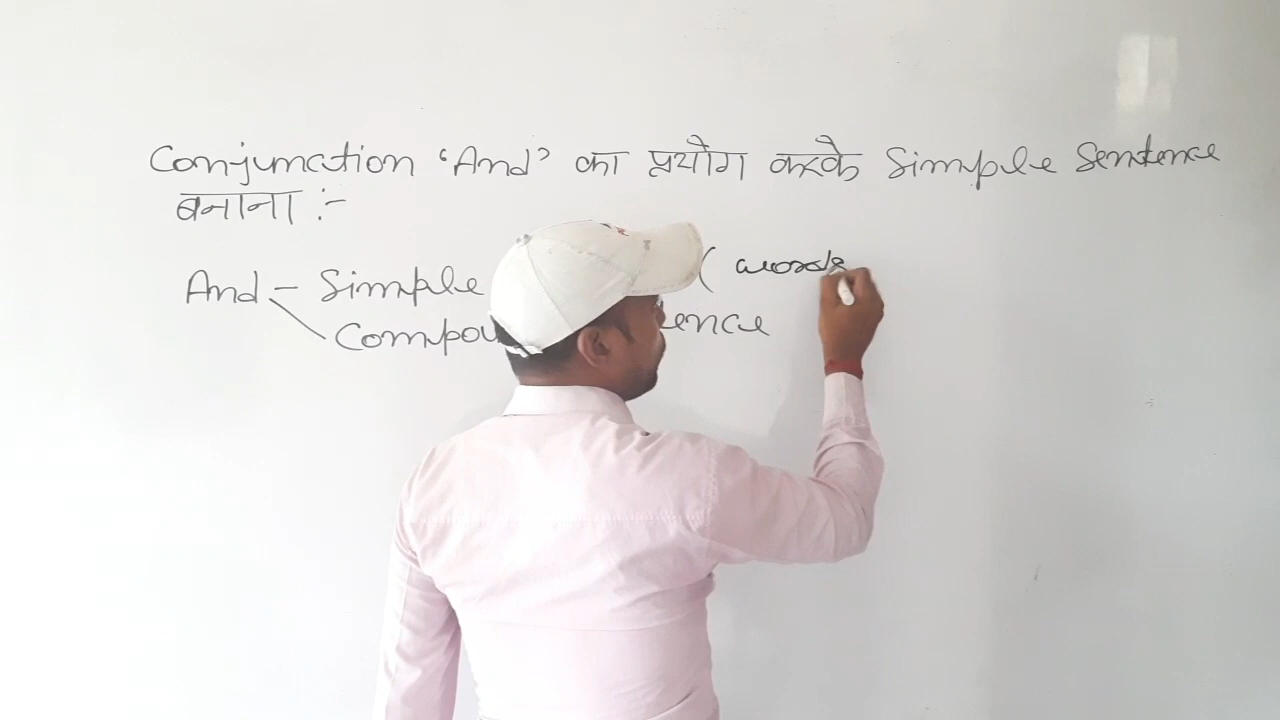 Conjunction 'And' का प्रयोग करके Simple Sentence
बनाना :-
And - Simple ( words
Compou ence